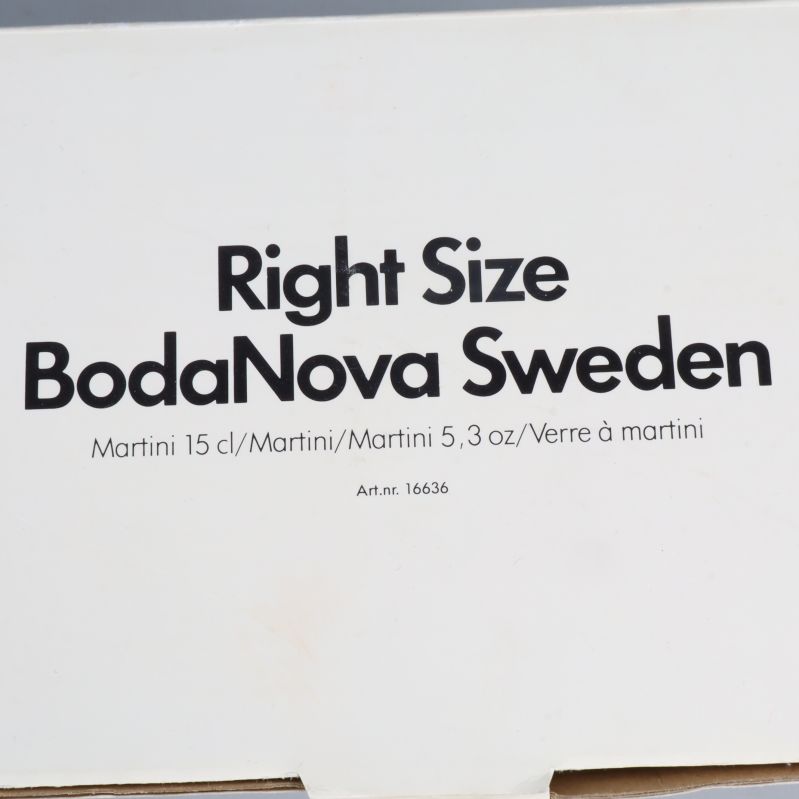 Right Size
BodaNova Sweden
Martini 15 cl/Martini/Martini 5,3 oz/Verre à martini
Art.nr. 16636